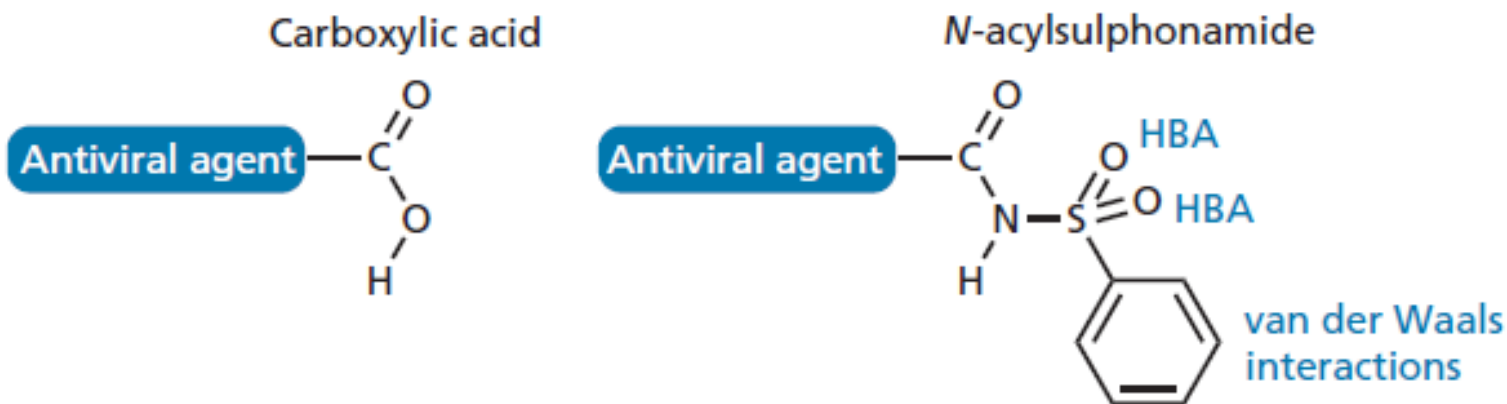 Carboxylic acid
N-acylsulphonamide
Antiviral agent
C
O
O
H
Antiviral agent
C
O
N
H
S
O HBA
O HBA
van der Waals
interactions